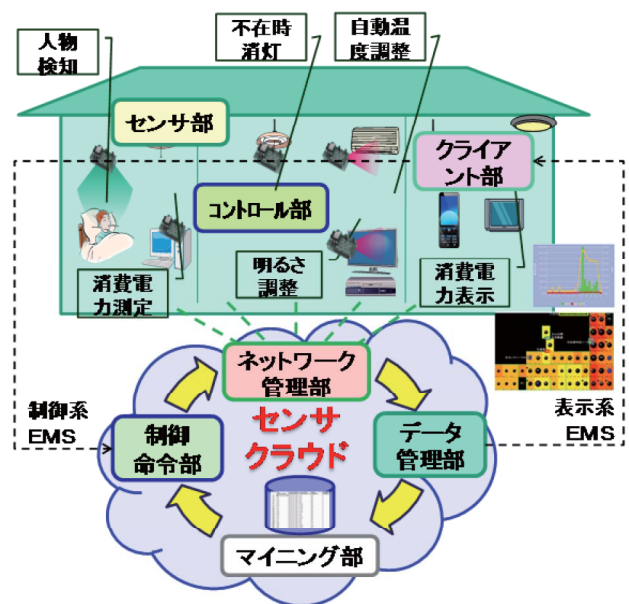 人物
検知
不在時
消灯
自動温
度調整
センサ部
クライア
ント部
コントロール部
消費電
力測定
明るさ
調整
消費電
力表示
ネットワーク
管理部
制御系
EMS
センサ
クラウド
制御
命令部
データ
管理部
表示系
EMS
マイニング部